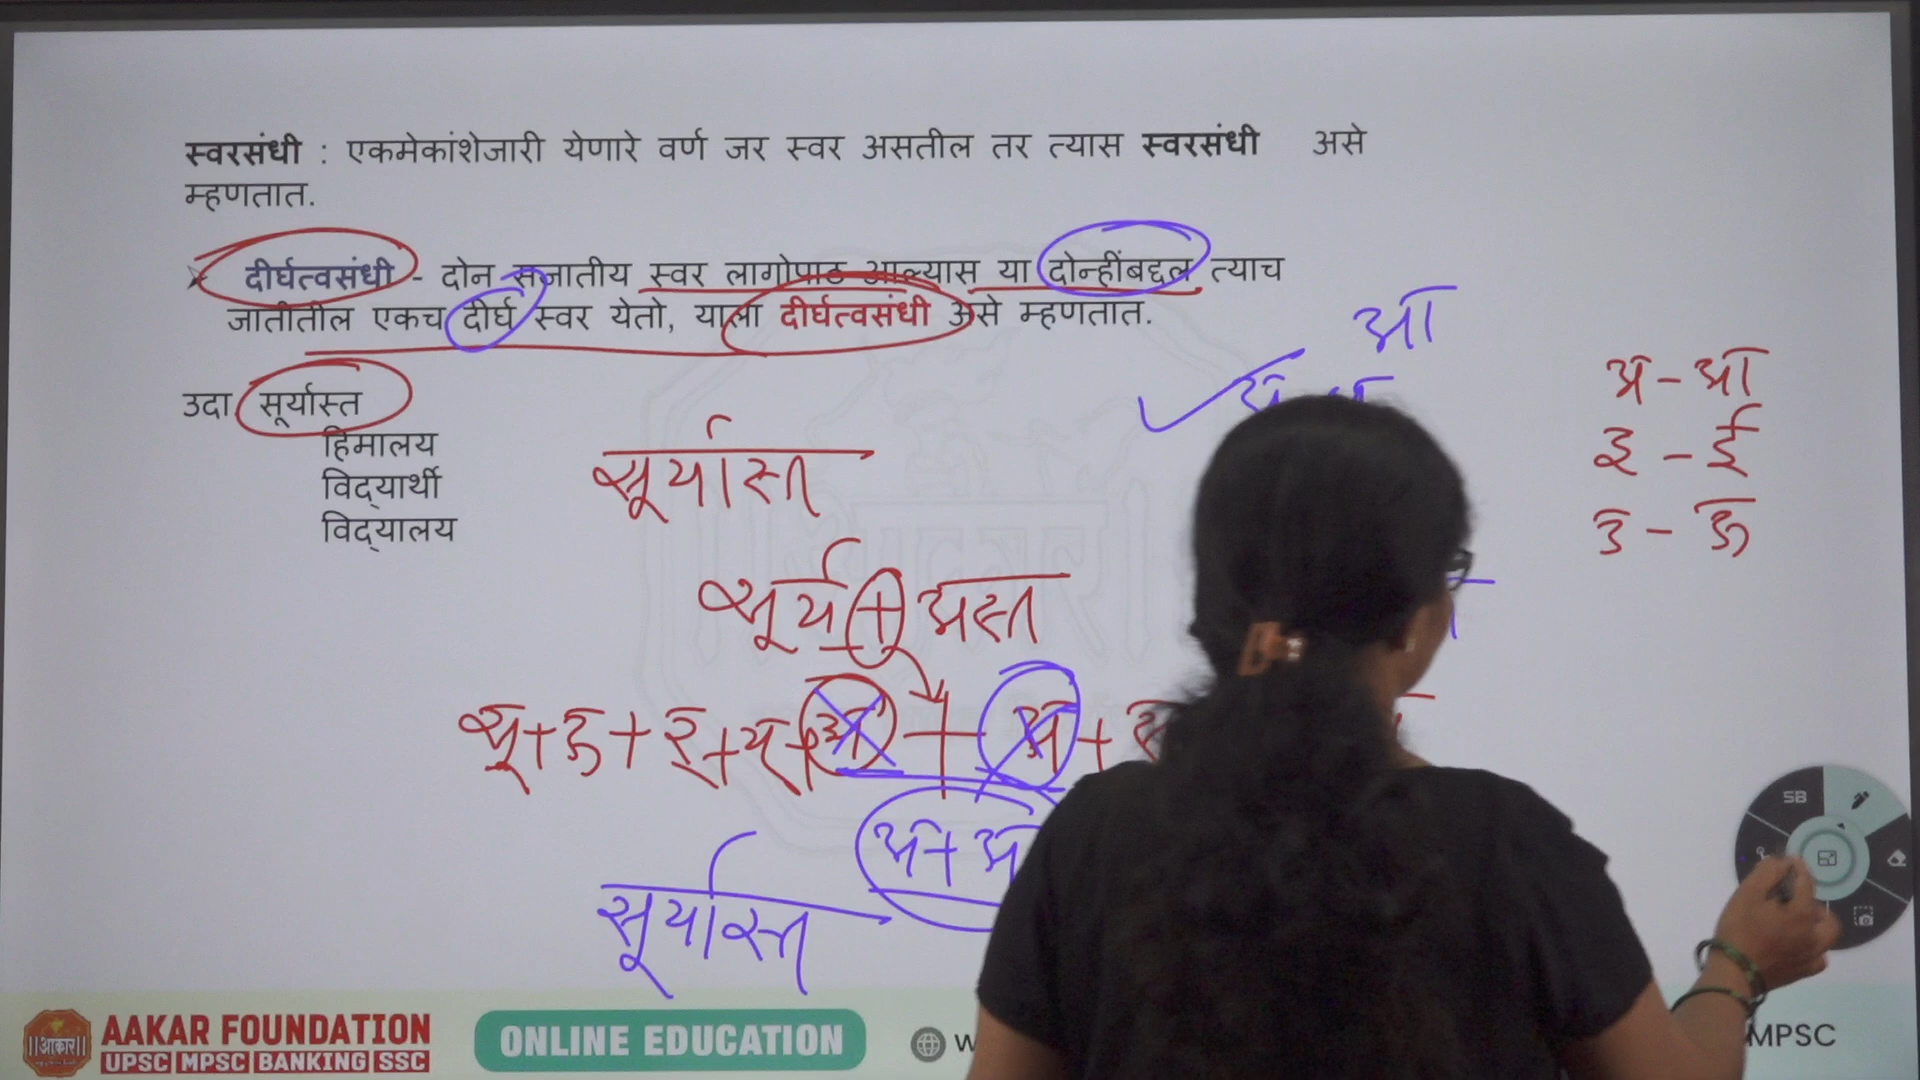 स्वरसंधी : एकमेकांशेजारी येणारे वर्ण जर स्वर असतील तर त्यास स्वरसंधी असे
म्हणतात.
➤ दीर्घत्वसंधी - दोन सजातीय स्वर लागोपाठ आल्यास या दोन्हींबद्दल त्याच
जातीतील एकच दीर्घ स्वर येतो, याला दीर्घत्वसंधी असे म्हणतात.
आ
उदा सूर्यास्त
हिमालय
विद्यार्थी
विद्यालय
अ - आ
इ - ई
उ - ऊ
सूर्यास्त
सूर्य + अस्त
स् + ऊ + र् + य् + अ + अ +
अ + अ
सूर्यास्त
॥आकार॥
AAKAR FOUNDATION
UPSC MPSC BANKING SSC
ONLINE EDUCATION
MPSC
SB